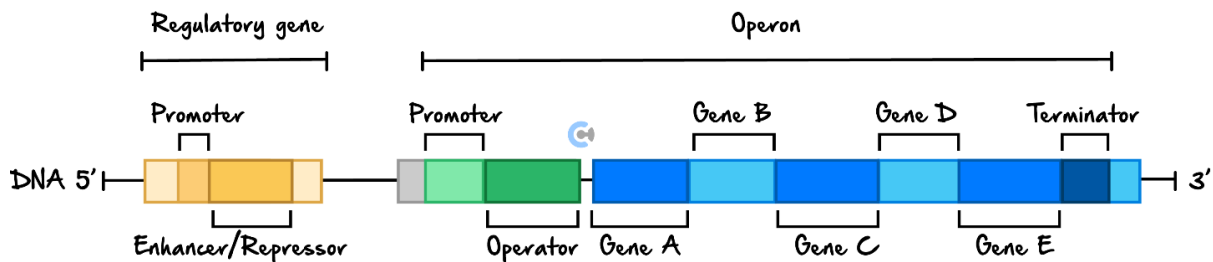 Regulatory gene
Operon
Promoter
Promoter
Gene B
Gene D
Terminator
DNA 5'
3'
Enhancer/Repressor
Operator
Gene A
Gene C
Gene E